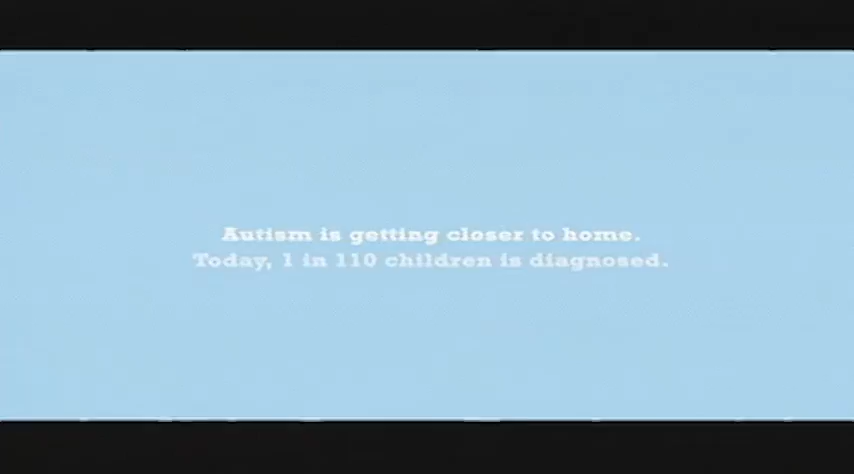 Autism is getting closer to home.
Today, 1 in 110 children is diagnosed.